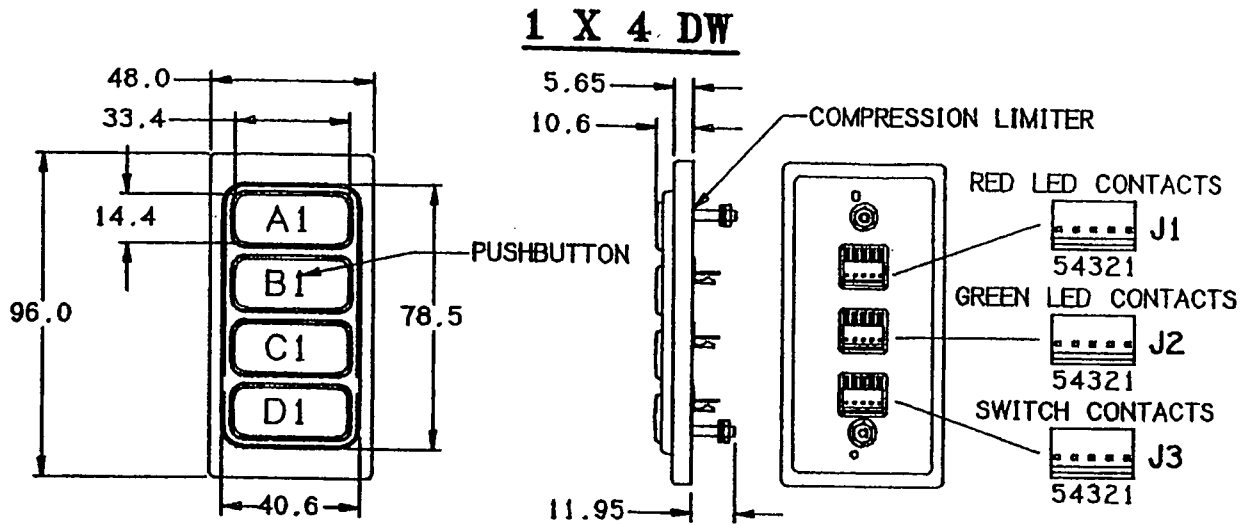 1 X 4 DW
48.0
33.4
14.4
96.0
A1
B1
C1
D1
PUSHBUTTON
78.5
40.6
5.65
10.6
COMPRESSION LIMITER
11.95
RED LED CONTACTS
J1
54321
GREEN LED CONTACTS
J2
54321
SWITCH CONTACTS
J3
54321